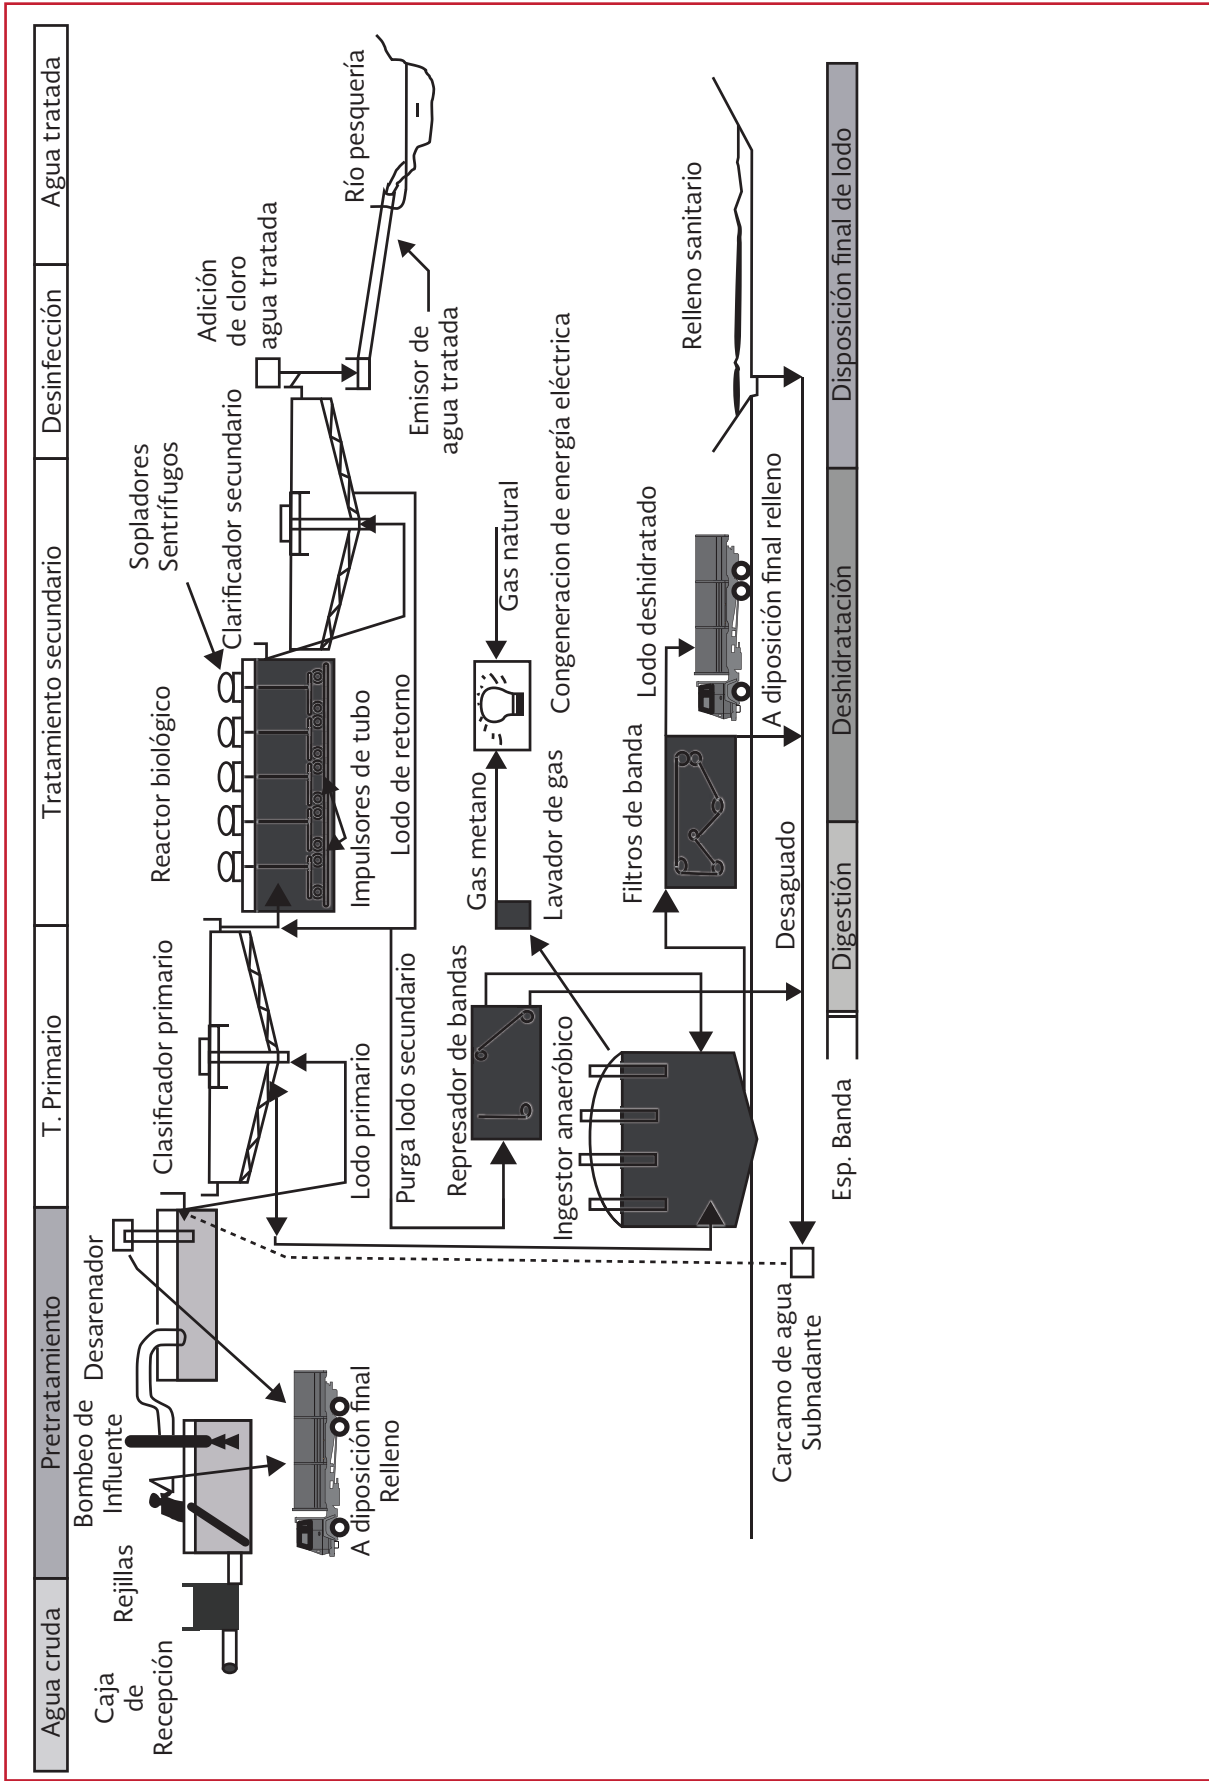 Agua cruda
Pretratamiento
T. Primario
Tratamiento secundario
Desinfección
Agua tratada
Caja
de
Recepción
Rejillas
Bombeo de
Influente
Desarenador
A diposición final
Relleno
Clasificador primario
Lodo primario
Purga lodo secundario
Reactor biológico
Sopladores
Sentrífugos
Impulsores de tubo
Lodo de retorno
Clarificador secundario
Adición
de cloro
agua tratada
Emisor de
agua tratada
Río pesquería
Represador de bandas
Ingestor anaeróbico
Gas metano
Lavador de gas
Gas natural
Congeneracion de energía eléctrica
Filtros de banda
Lodo deshidratado
A diposición final relleno
Relleno sanitario
Desaguado
Carcamo de agua
Subnadante
Esp. Banda
Digestión
Deshidratación
Disposición final de lodo